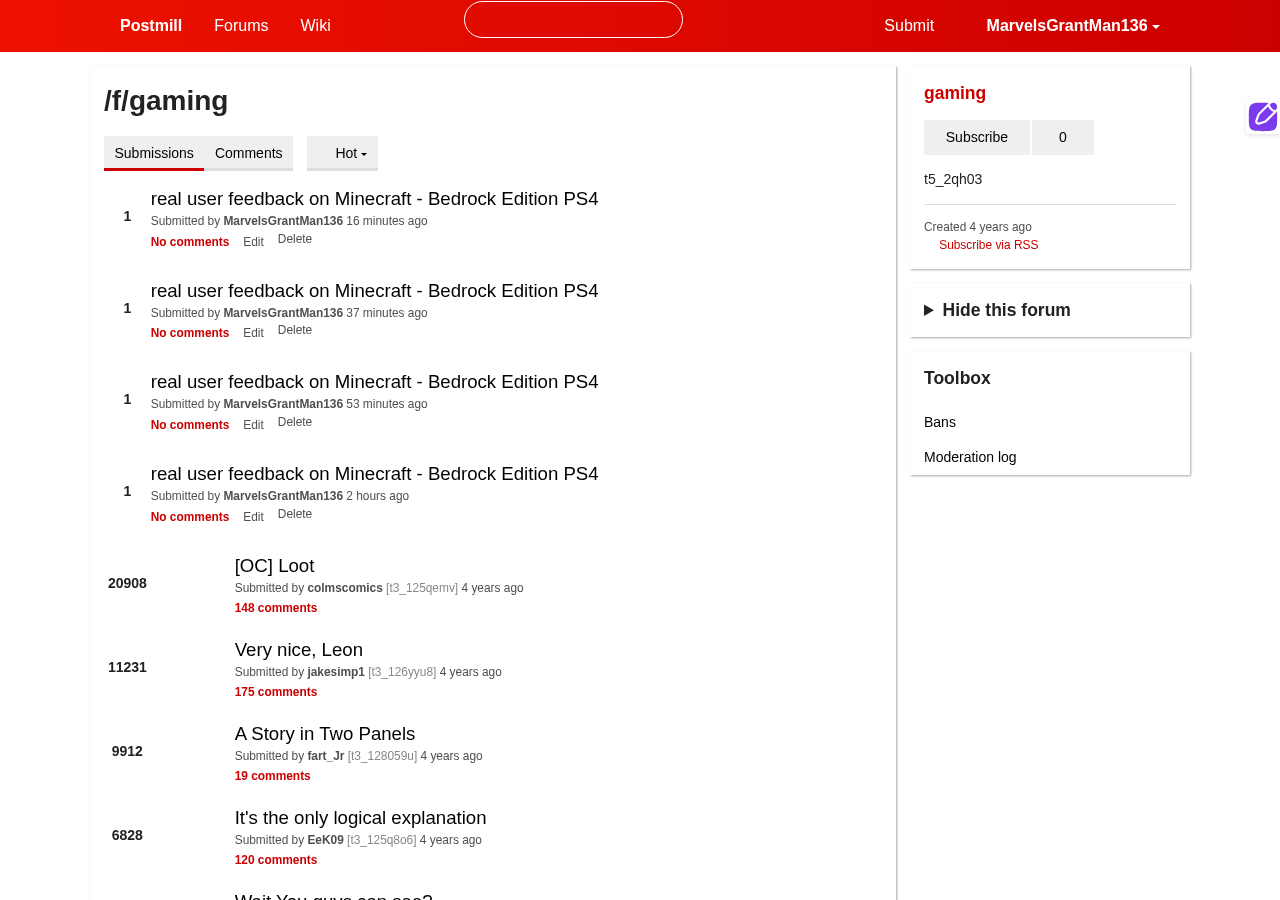 Postmill Forums Wiki Submit MarvelsGrantMan136
/f/gaming
Submissions Comments Hot
real user feedback on Minecraft - Bedrock Edition PS4
1
Submitted by MarvelsGrantMan136 16 minutes ago
No comments Edit Delete
real user feedback on Minecraft - Bedrock Edition PS4
1
Submitted by MarvelsGrantMan136 37 minutes ago
No comments Edit Delete
real user feedback on Minecraft - Bedrock Edition PS4
1
Submitted by MarvelsGrantMan136 53 minutes ago
No comments Edit Delete
real user feedback on Minecraft - Bedrock Edition PS4
1
Submitted by MarvelsGrantMan136 2 hours ago
No comments Edit Delete
[OC] Loot
20908
Submitted by colmscomics [t3_125qemv] 4 years ago
148 comments
Very nice, Leon
11231
Submitted by jakesimp1 [t3_126yyu8] 4 years ago
175 comments
A Story in Two Panels
9912
Submitted by fart_Jr [t3_128059u] 4 years ago
19 comments
It's the only logical explanation
6828
Submitted by EeK09 [t3_125q8o6] 4 years ago
120 comments
Wait You guys can see?
gaming
Subscribe 0
t5_2qh03
Created 4 years ago
Subscribe via RSS
Hide this forum
Toolbox
Bans
Moderation log